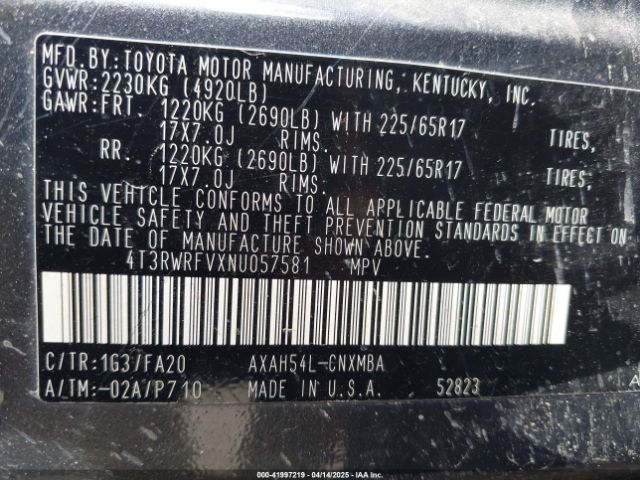 MFD. BY: TOYOTA MOTOR MANUFACTURING, KENTUCKY, INC.
GVWR: 2230KG (4920LB)
GAWR: FRT. 1220KG (2690LB) WITH 225/65R17 TIRES,
17X7.0J RIMS.
RR. 1220KG (2690LB) WITH 225/65R17 TIRES,
17X7.0J RIMS.
THIS VEHICLE CONFORMS TO ALL APPLICABLE FEDERAL MOTOR
VEHICLE SAFETY AND THEFT PREVENTION STANDARDS IN EFFECT ON
THE DATE OF MANUFACTURE SHOWN ABOVE.
4T3RWRFVXNU057581 MPV
C/TR: 1G3/FA20 AXAH54L-CNXMBA
A/TM: -02A/P710 MADE IN U.S.A. 52823
000-41997219 - 04/14/2025 - IAA Inc.